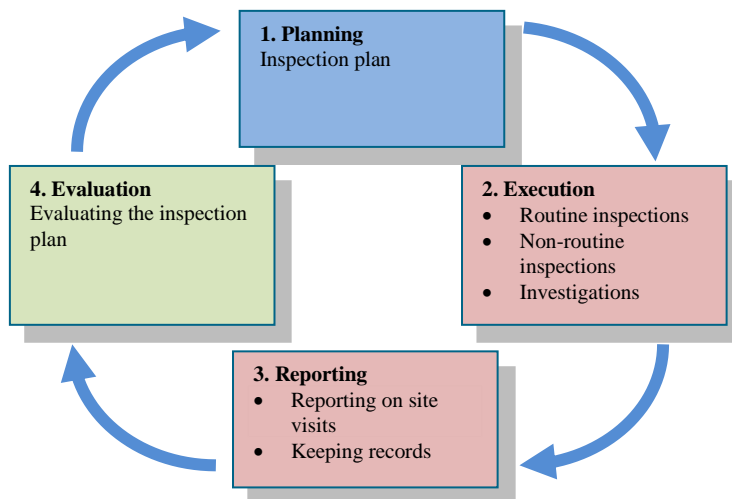 1. Planning
Inspection plan
4. Evaluation
Evaluating the inspection
plan
2. Execution
• Routine inspections
• Non-routine
inspections
• Investigations
3. Reporting
• Reporting on site
visits
• Keeping records